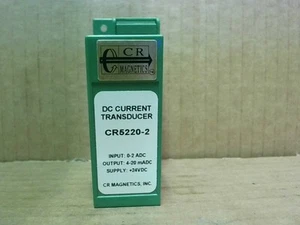 CR
MAGNETICS
DC CURRENT
TRANSDUCER
CR5220-2
INPUT: 0-2 ADC
OUTPUT: 4-20 mADC
SUPPLY: +24VDC
CR MAGNETICS, INC.